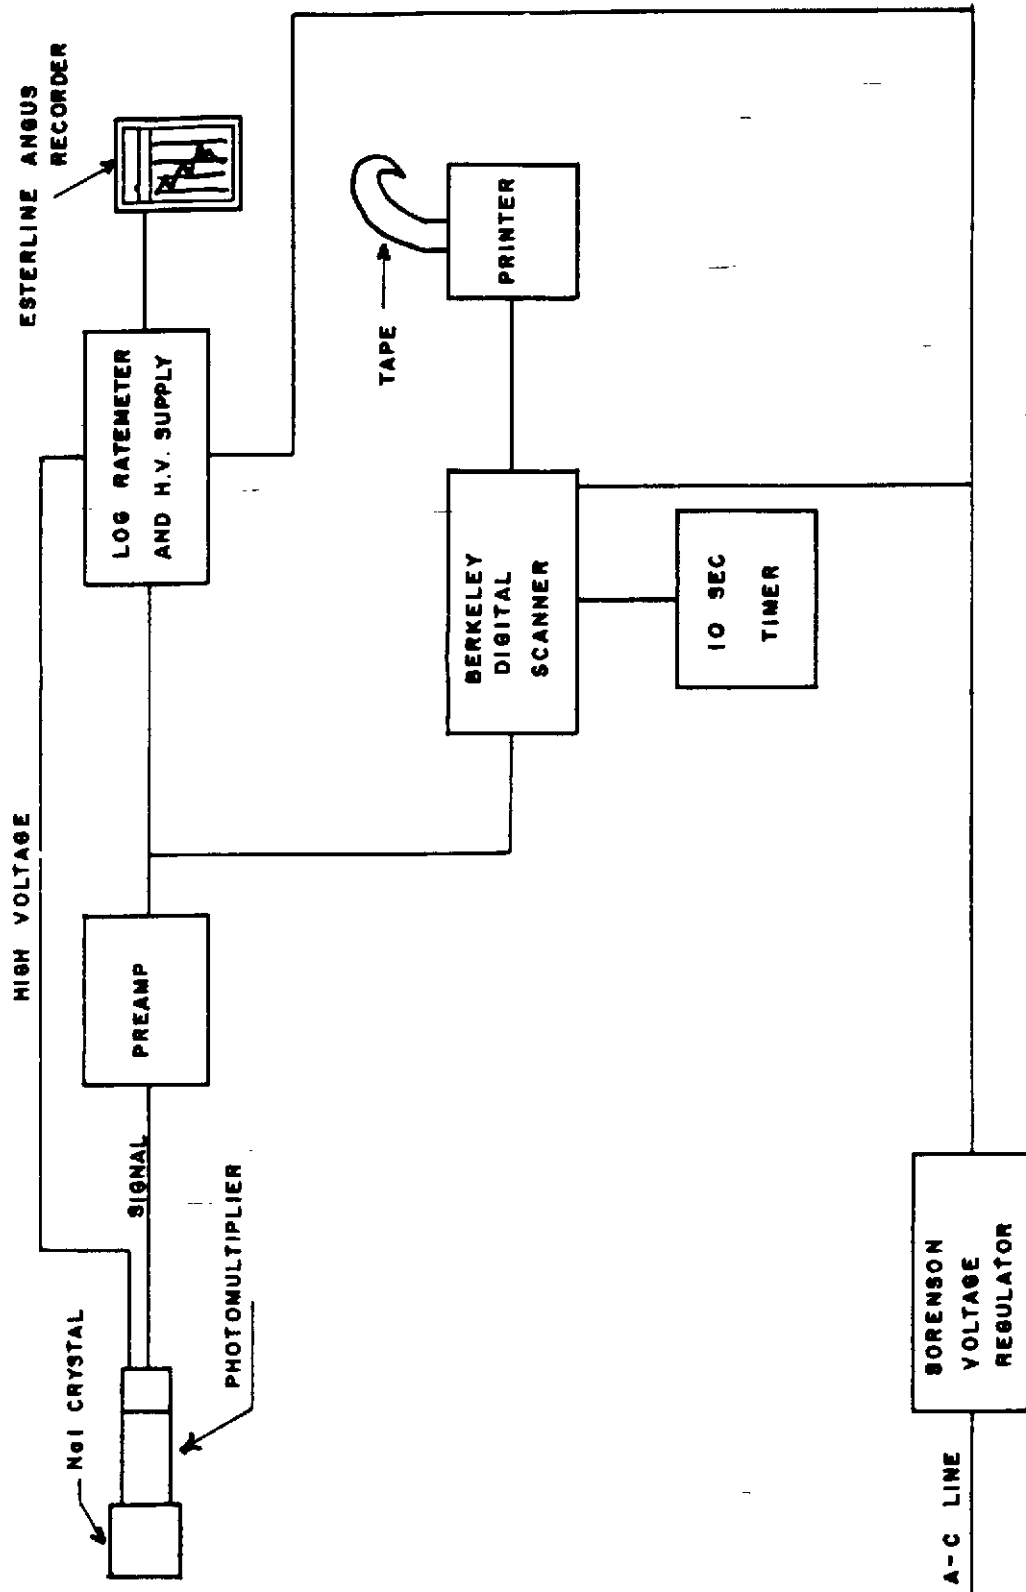 NaI CRYSTAL
PHOTOMULTIPLIER
SIGNAL
HIGH VOLTAGE
PREAMP
LOG RATEMETER
AND H.V. SUPPLY
ESTERLINE ANGUS
RECORDER
BERKELEY
DIGITAL
SCANNER
TAPE
PRINTER
10 SEC
TIMER
A-C LINE
SORENSON
VOLTAGE
REGULATOR